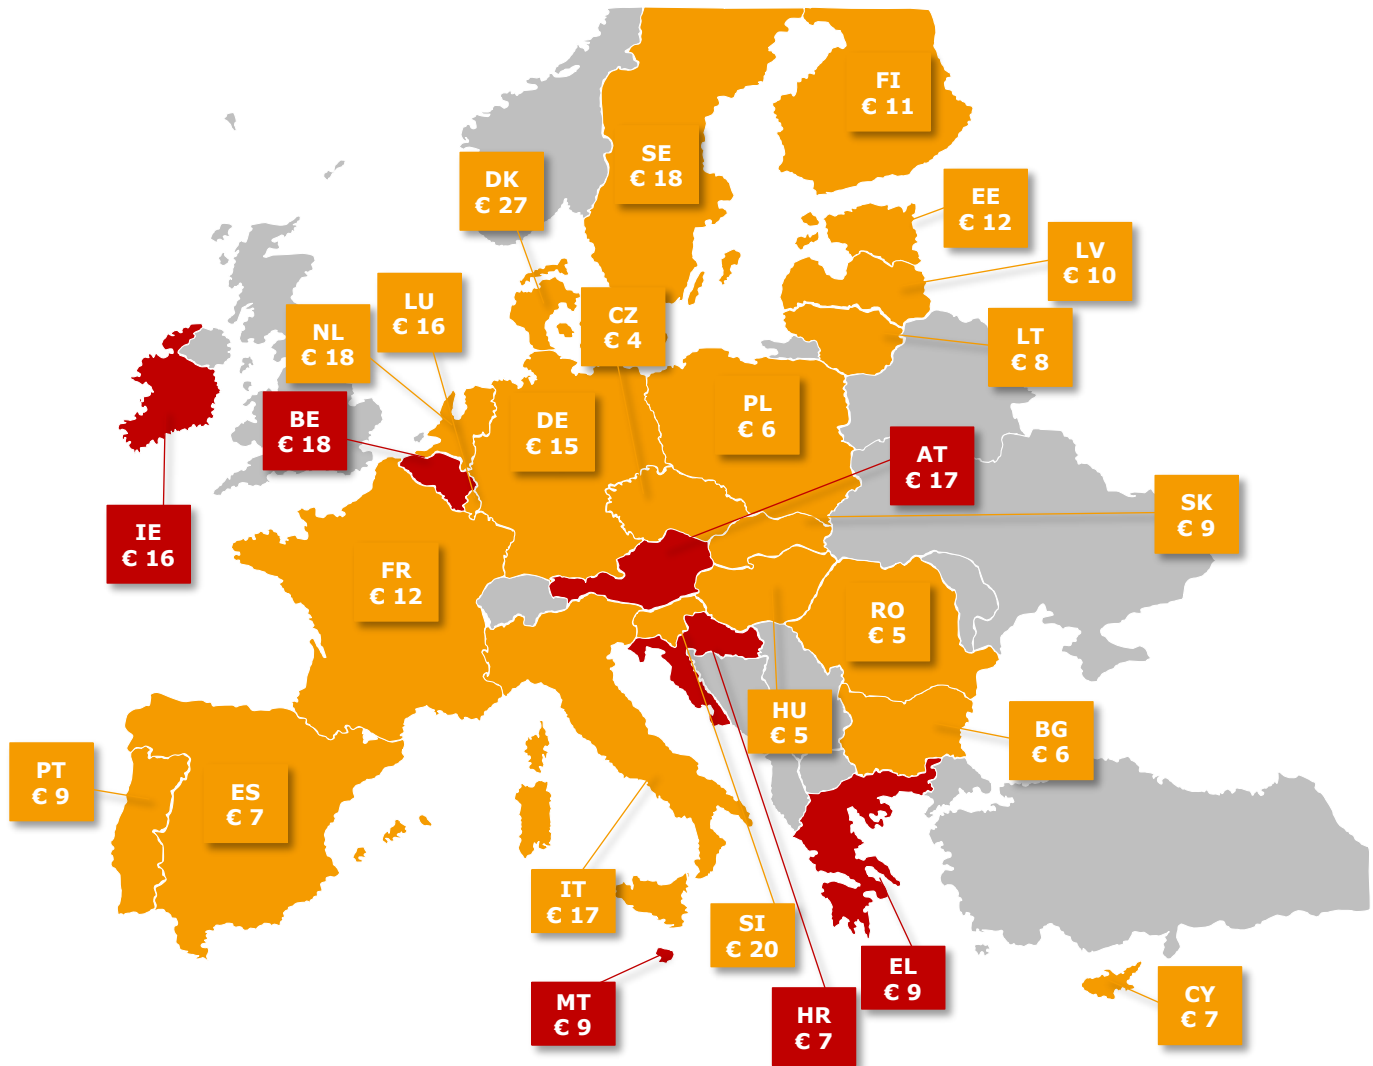 FI
€ 11
SE
€ 18
DK
€ 27
EE
€ 12
LV
€ 10
LU
€ 16
CZ
€ 4
NL
€ 18
LT
€ 8
BE
€ 18
DE
€ 15
PL
€ 6
AT
€ 17
SK
€ 9
IE
€ 16
FR
€ 12
RO
€ 5
HU
€ 5
BG
€ 6
PT
€ 9
ES
€ 7
IT
€ 17
SI
€ 20
EL
€ 9
MT
€ 9
HR
€ 7
CY
€ 7